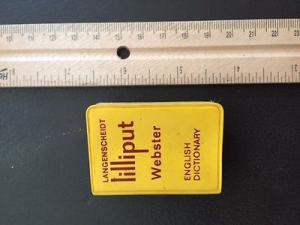 LANGENSCHEIDT
lilliput
Webster
ENGLISH
DICTIONARY